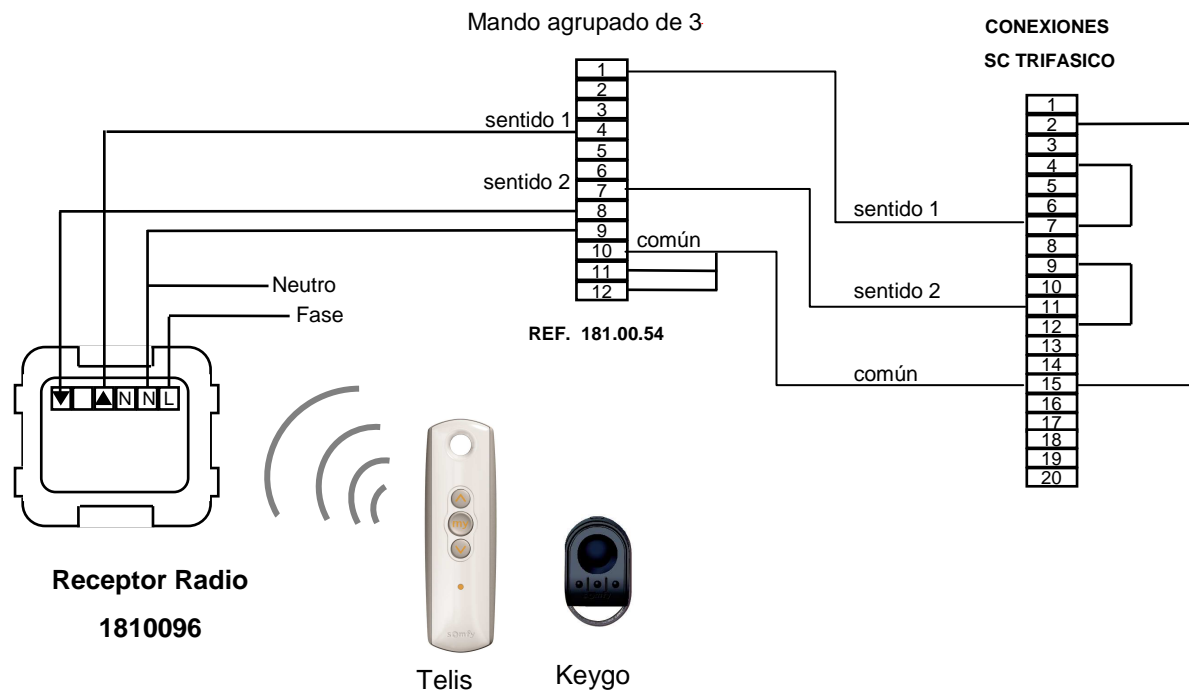 Mando agrupado de 3
CONEXIONES
SC TRIFASICO
1
2
3
4
5
6
7
8
9
10
11
12
sentido 1
sentido 2
común
REF. 181.00.54
1
2
3
4
5
6
7
8
9
10
11
12
13
14
15
16
17
18
19
20
sentido 1
sentido 2
común
Neutro
Fase
N N L
Receptor Radio
1810096
my
somfy
Telis
Keygo